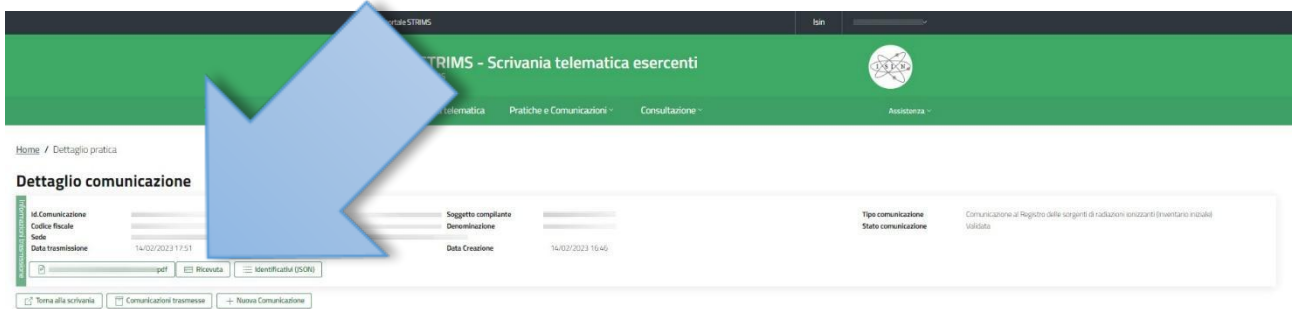 ortale STRIMS
Isin
STRIMS - Scrivania telematica esercenti
telematica Pratiche e Comunicazioni Consultazione Assistenza
Home / Dettaglio pratica
Dettaglio comunicazione
Informazioni trasmissione
Id.Comunicazione Soggetto compilante Tipo comunicazione Comunicazione al Registro delle sorgenti di radiazioni ionizzanti (inventario iniziale)
Codice fiscale Denominazione Stato comunicazione Validata
Sede
Data trasmissione 14/02/2023 17:51 Data Creazione 14/02/2023 16:46
pdf Ricevuta Identificativi (JSON)
Torna alla scrivania Comunicazioni trasmesse + Nuova Comunicazione